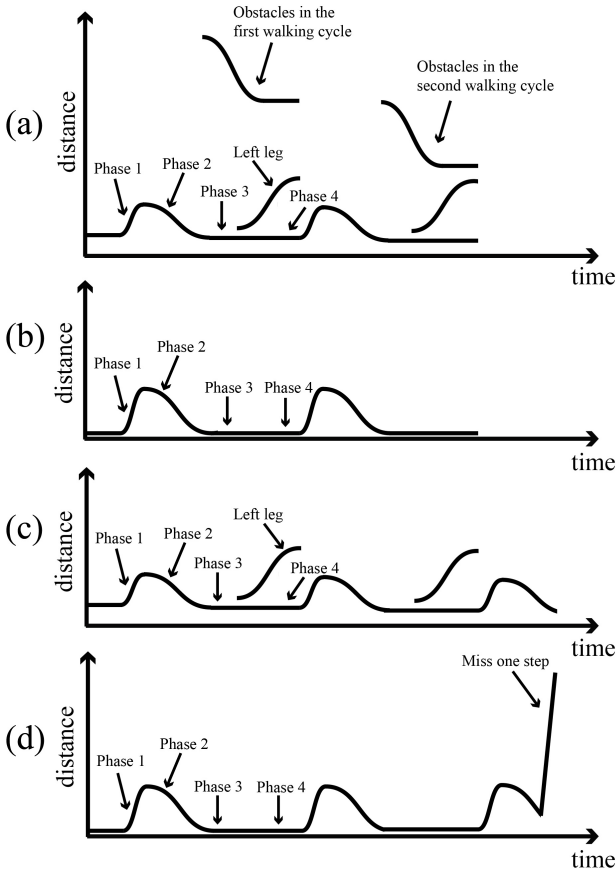 (a)
distance
Obstacles in the
first walking cycle
Obstacles in the
second walking cycle
Phase 1
Phase 2
Phase 3
Left leg
Phase 4
time
(b)
distance
Phase 1
Phase 2
Phase 3
Phase 4
time
(c)
distance
Phase 1
Phase 2
Phase 3
Left leg
Phase 4
time
(d)
distance
Phase 1
Phase 2
Phase 3
Phase 4
Miss one step
time